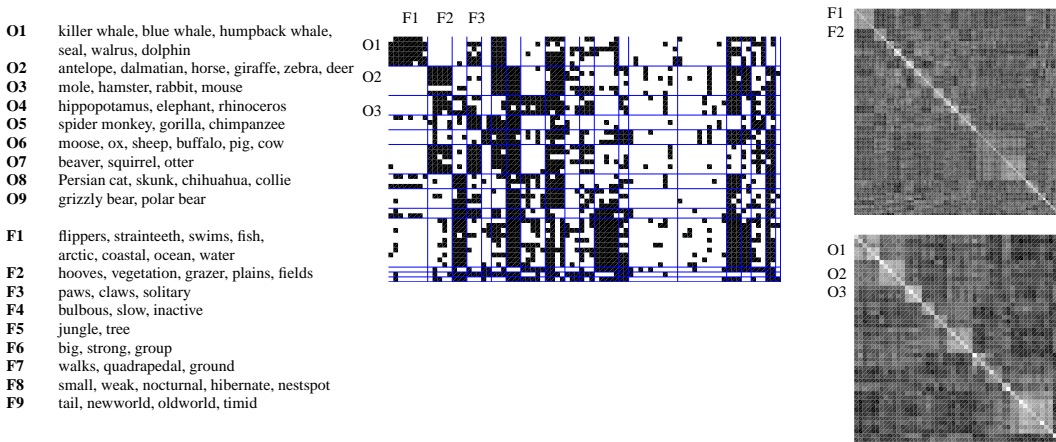 O1 killer whale, blue whale, humpback whale,
seal, walrus, dolphin
O2 antelope, dalmatian, horse, giraffe, zebra, deer
O3 mole, hamster, rabbit, mouse
O4 hippopotamus, elephant, rhinoceros
O5 spider monkey, gorilla, chimpanzee
O6 moose, ox, sheep, buffalo, pig, cow
O7 beaver, squirrel, otter
O8 Persian cat, skunk, chihuahua, collie
O9 grizzly bear, polar bear
F1 flippers, strainteeth, swims, fish,
arctic, coastal, ocean, water
F2 hooves, vegetation, grazer, plains, fields
F3 paws, claws, solitary
F4 bulbous, slow, inactive
F5 jungle, tree
F6 big, strong, group
F7 walks, quadrapedal, ground
F8 small, weak, nocturnal, hibernate, nestspot
F9 tail, newworld, oldworld, timid
F1 F2 F3
O1
O2
O3
F1
F2
O1
O2
O3